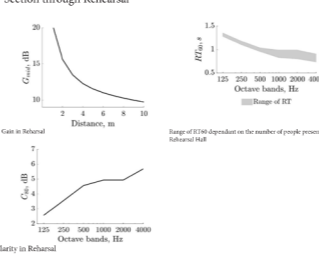 Section through Rehearsal
20
15
10
2 4 6 8 10
Distance, m
Gain in Reharsal
1.5
1
0.5
125 250 500 1000 2000 4000
Octave bands, Hz
Range of RT
Range of RT60 dependant on the number of people presen
Rehearsal Hall
7
6
5
4
3
2
125 250 500 1000 2000 4000
Octave bands, Hz
larity in Reharsal